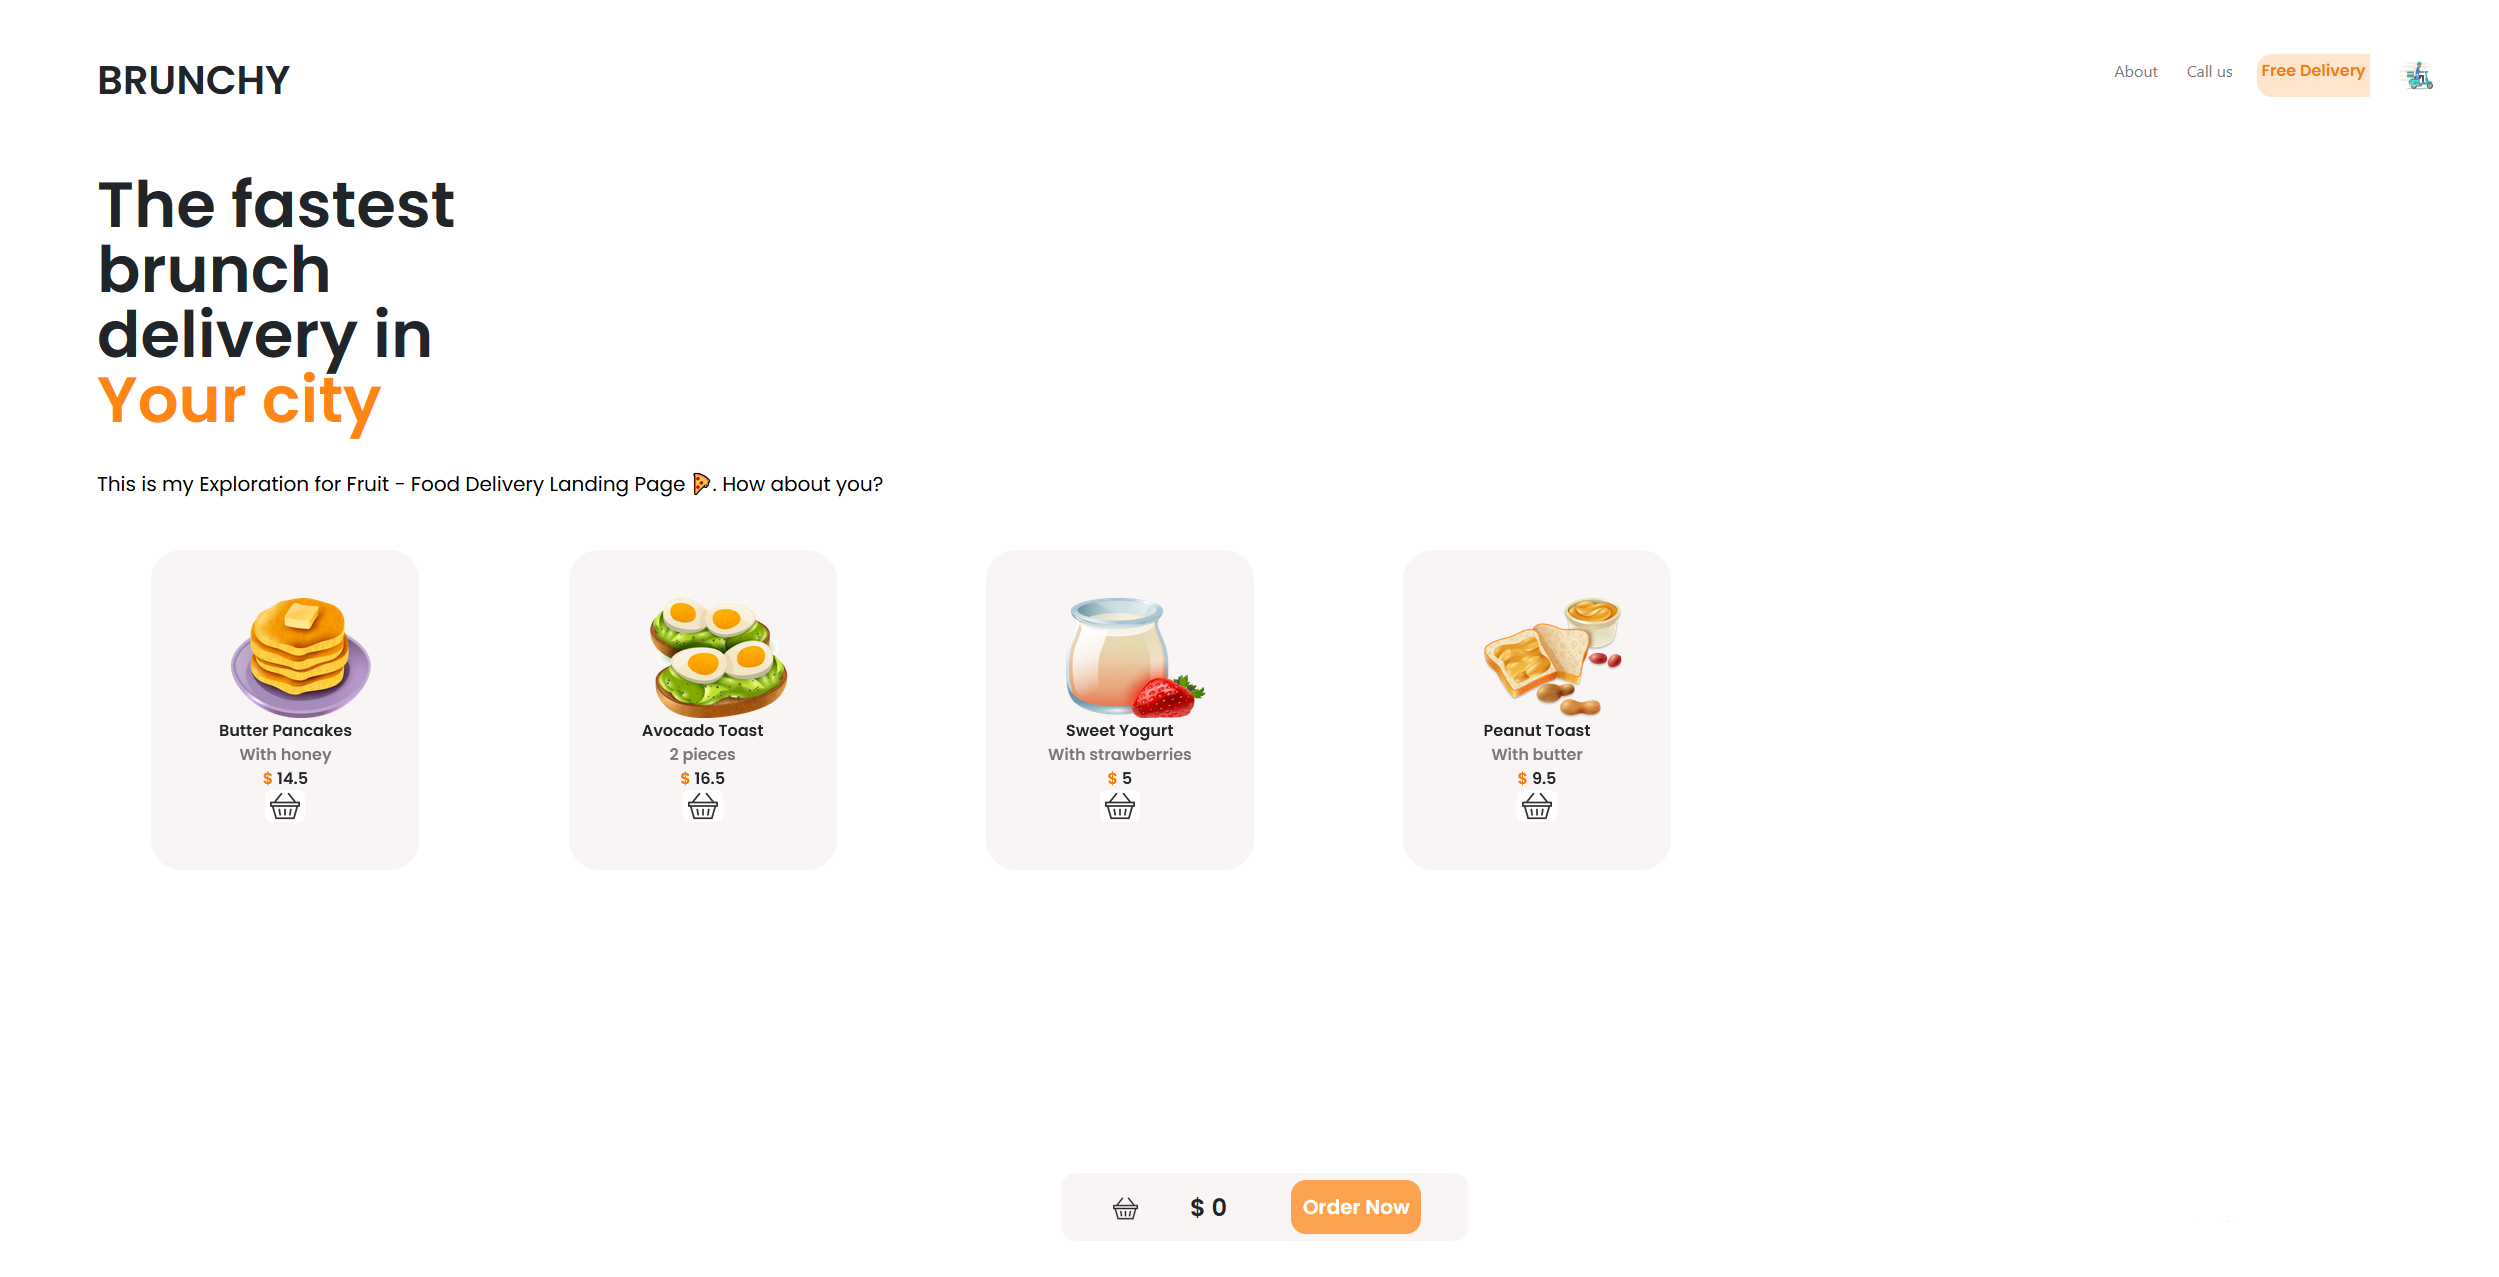 BRUNCHY
About
Call us
Free Delivery
The fastest
brunch
delivery in
Your city
This is my Exploration for Fruit - Food Delivery Landing Page 🍕. How about you?
Butter Pancakes
With honey
$ 14.5
Avocado Toast
2 pieces
$ 16.5
Sweet Yogurt
With strawberries
$ 5
Peanut Toast
With butter
$ 9.5
$ 0
Order Now